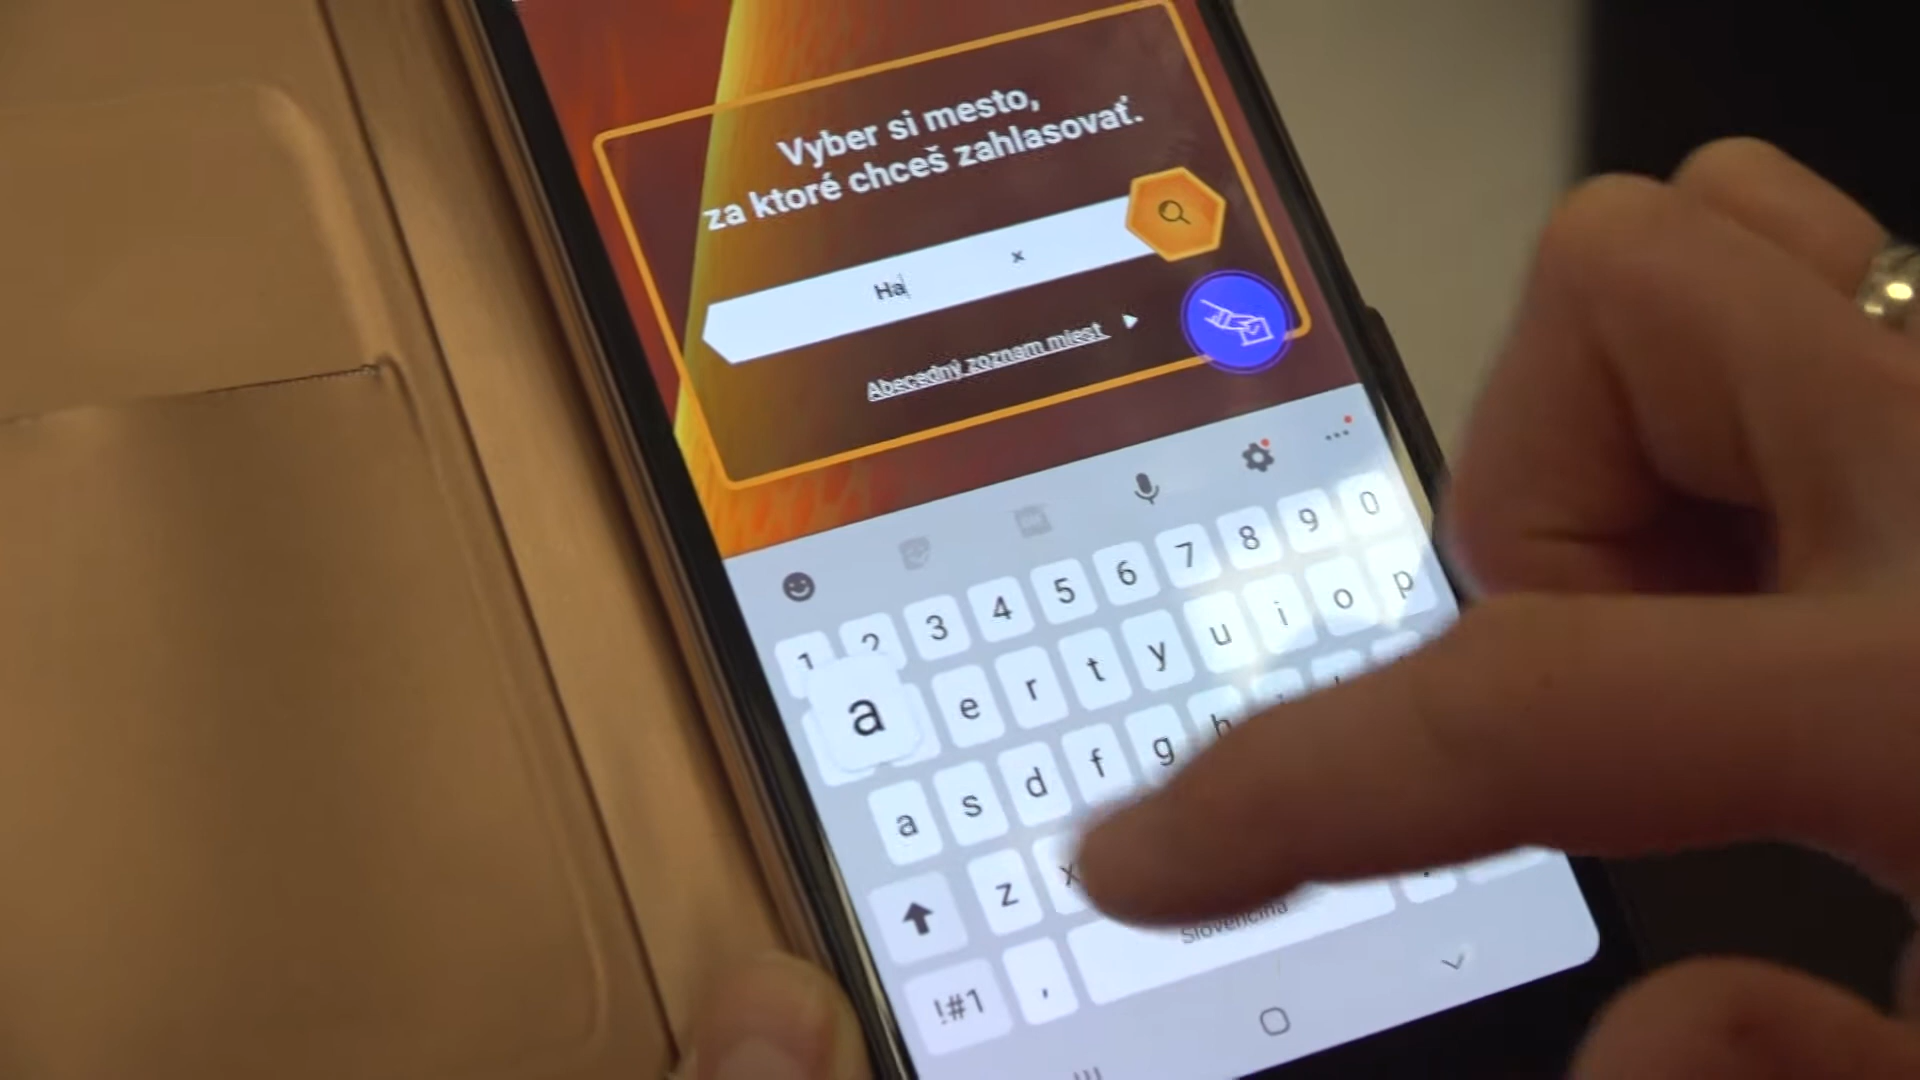 Vyber si mesto,
za ktoré chceš zahlasovať.
Ha x
Abecedný zoznam miest
1 2 3 4 5 6 7 8 9 0
a e r t y u i o p
a s d f g h
z x
Slovenčina
!#1 ,